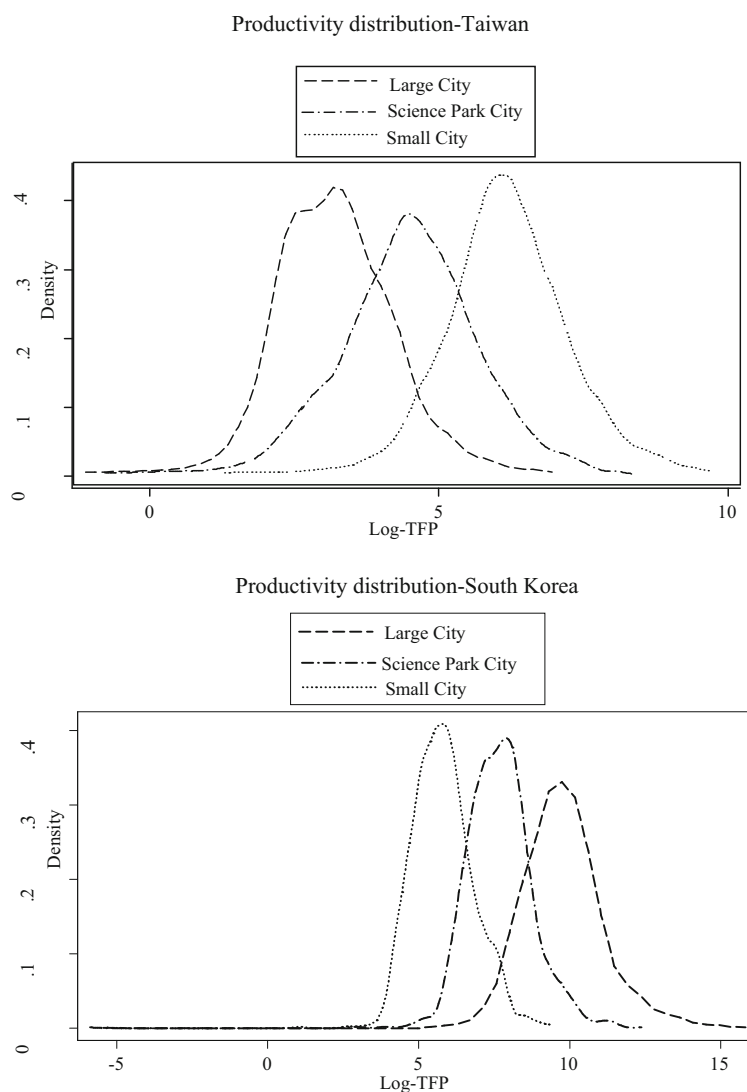 Productivity distribution-Taiwan
Large City
Science Park City
Small City
.4
.3
.2
.1
0
Density
0 5 10
Log-TFP
Productivity distribution-South Korea
Large City
Science Park City
Small City
.4
.3
.2
.1
0
Density
-5 0 5 10 15
Log-TFP